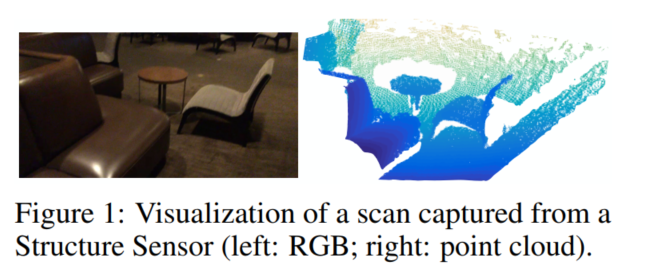 Figure 1: Visualization of a scan captured from a
Structure Sensor (left: RGB; right: point cloud).